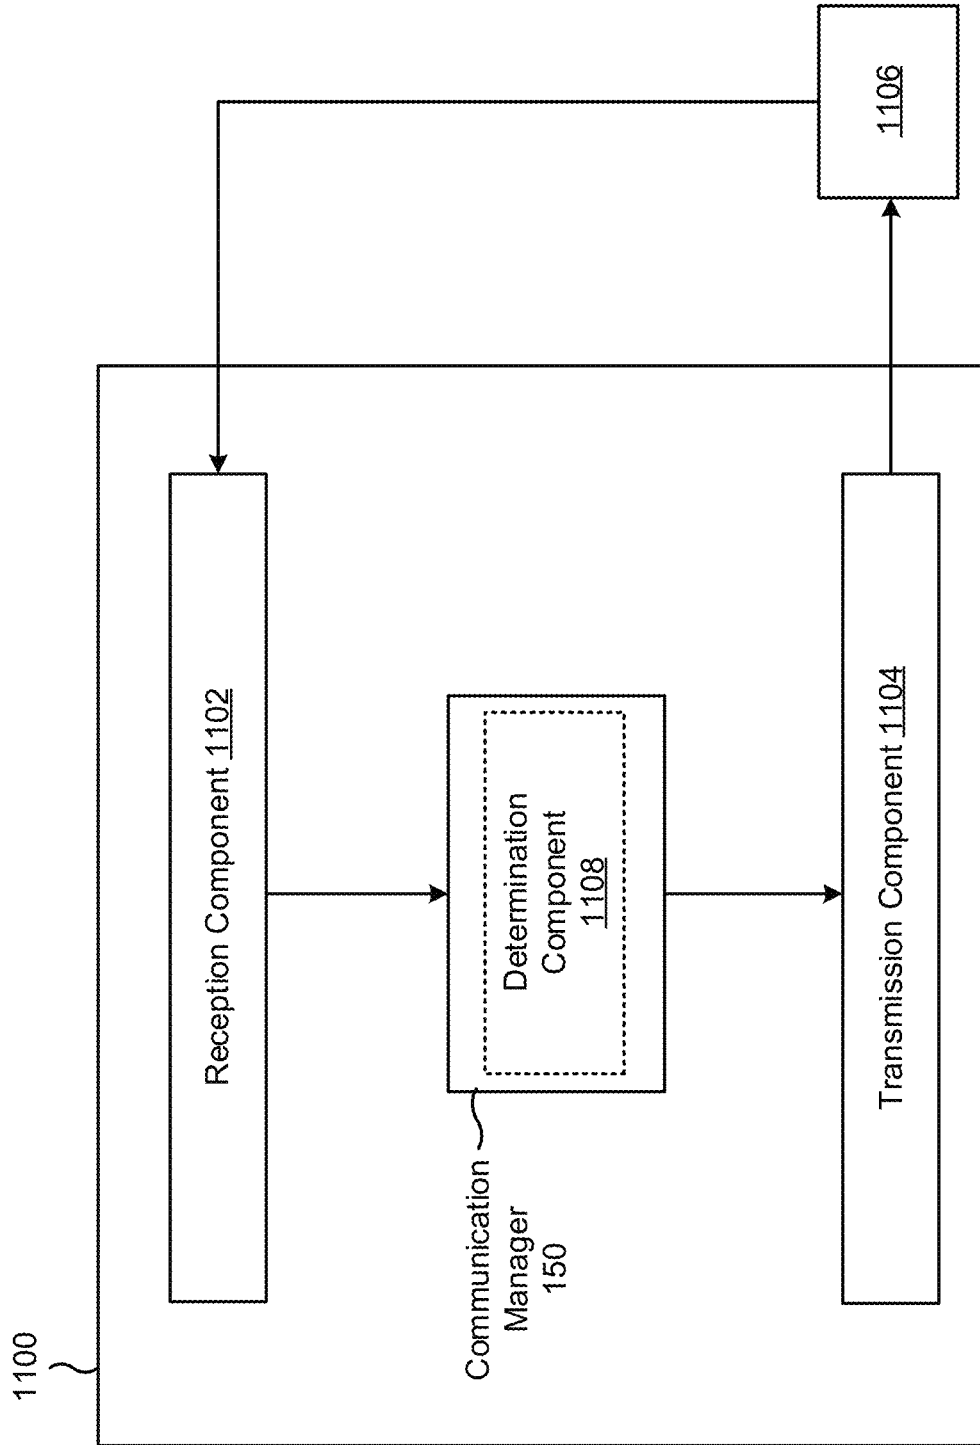 1100
Reception Component 1102
Communication
Manager
150
Determination
Component
1108
Transmission Component 1104
1106